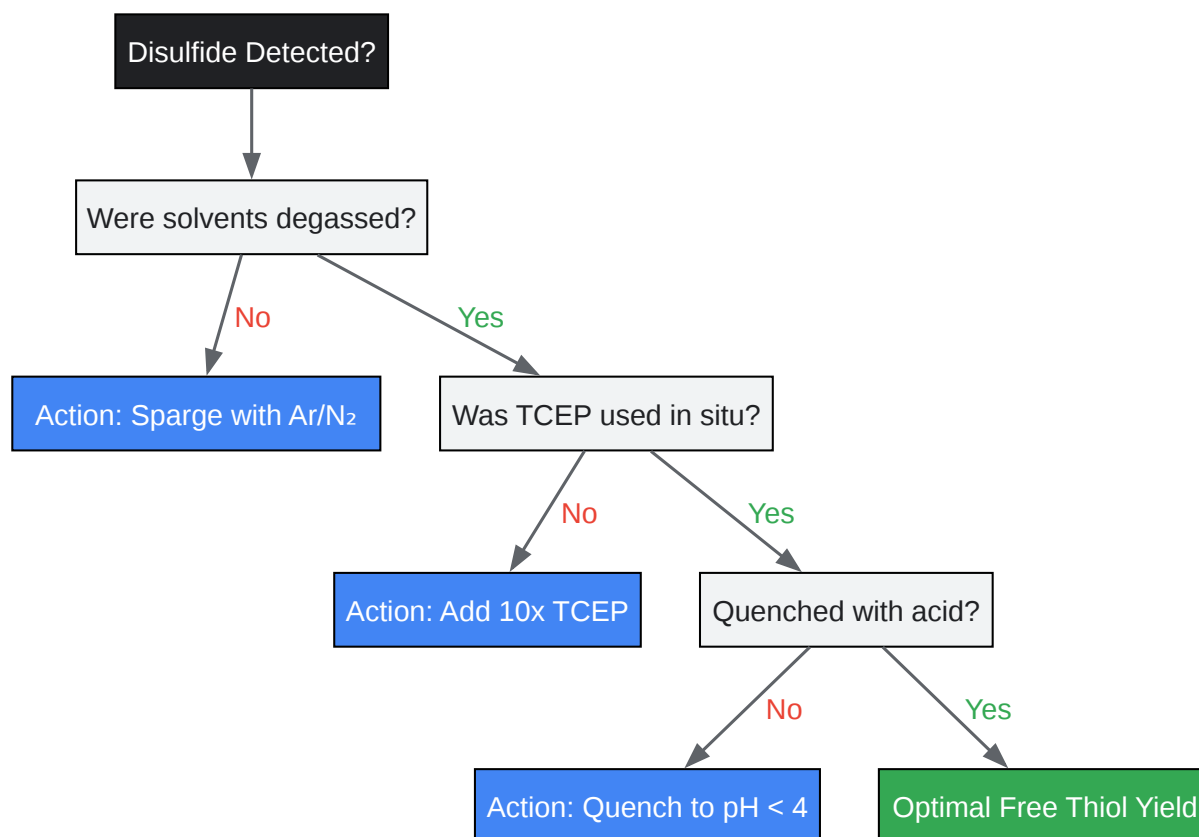 Disulfide Detected?
Were solvents degassed?
No
Yes
Action: Sparge with Ar/N₂
Was TCEP used in situ?
No
Yes
Action: Add 10x TCEP
Quenched with acid?
No
Yes
Action: Quench to pH < 4
Optimal Free Thiol Yield